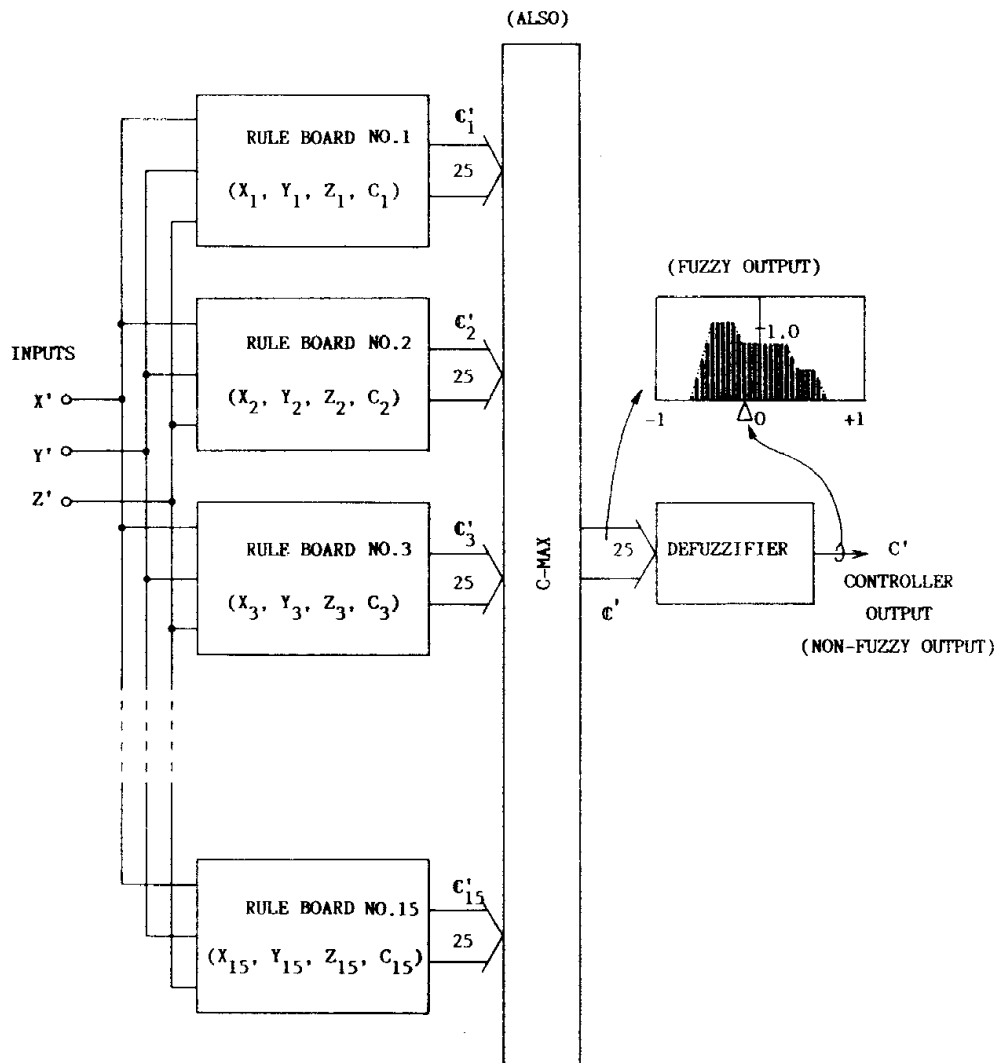 (ALSO)
RULE BOARD NO.1
(X₁, Y₁, Z₁, C₁)
ℂ'₁
25
RULE BOARD NO.2
(X₂, Y₂, Z₂, C₂)
ℂ'₂
25
INPUTS
X'
Y'
Z'
RULE BOARD NO.3
(X₃, Y₃, Z₃, C₃)
ℂ'₃
25
RULE BOARD NO.15
(X₁₅, Y₁₅, Z₁₅, C₁₅)
ℂ'₁₅
25
C-MAX
(FUZZY OUTPUT)
1.0
-1 0 +1
25
ℂ'
DEFUZZIFIER
C'
CONTROLLER
OUTPUT
(NON-FUZZY OUTPUT)